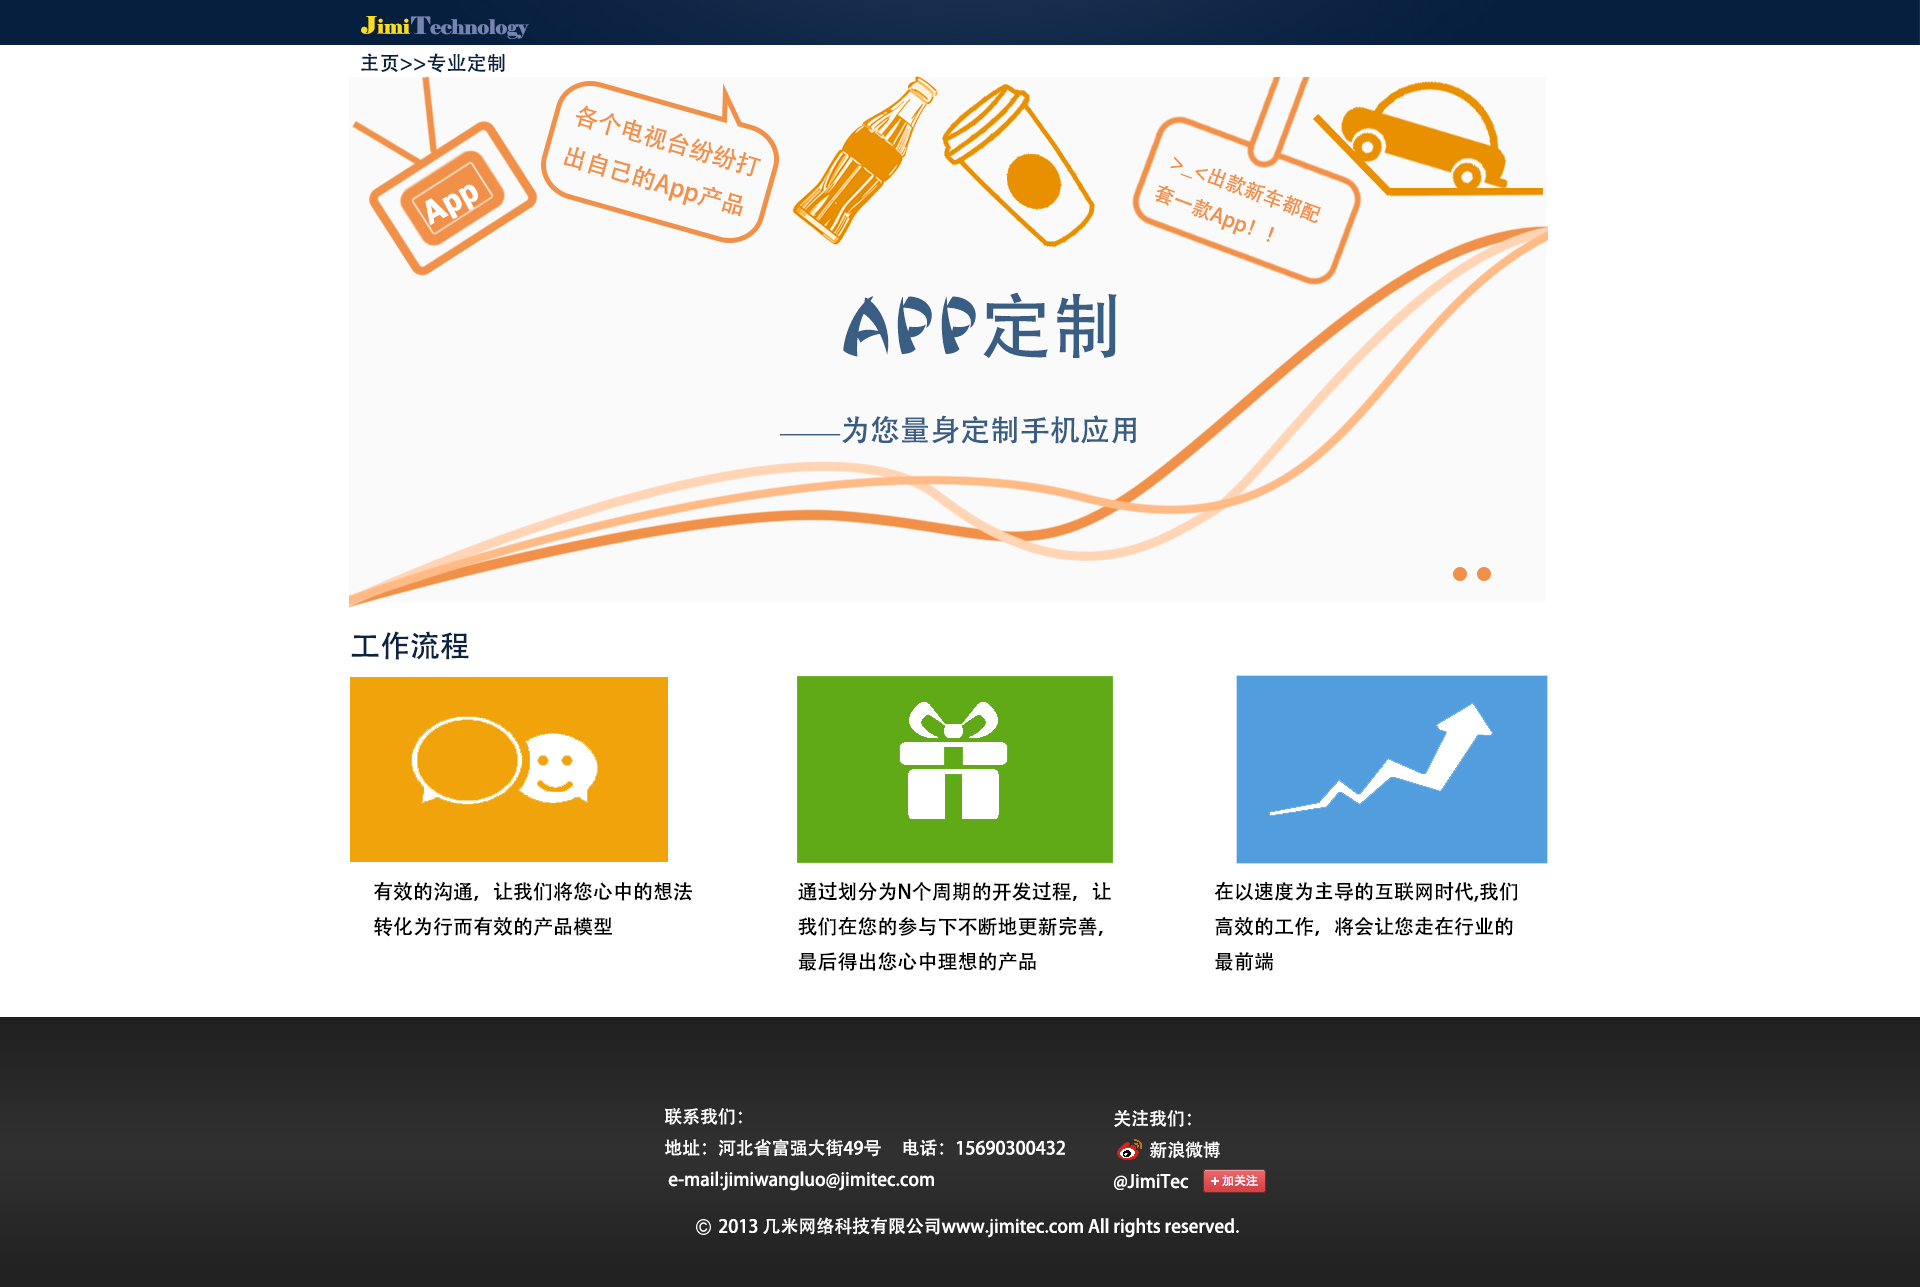 JimiTechnology
主页>>专业定制
各个电视台纷纷打
出自己的App产品
App
>_<出款新车都配
套一款App！！
APP定制
——为您量身定制手机应用
工作流程
有效的沟通，让我们将您心中的想法
转化为行而有效的产品模型
通过划分为N个周期的开发过程，让
我们在您的参与下不断地更新完善，
最后得出您心中理想的产品
在以速度为主导的互联网时代,我们
高效的工作，将会让您走在行业的
最前端
联系我们：
地址：河北省富强大街49号 电话：15690300432
e-mail:jimiwangluo@jimitec.com
关注我们：
新浪微博
@JimiTec +加关注
© 2013 几米网络科技有限公司www.jimitec.com All rights reserved.